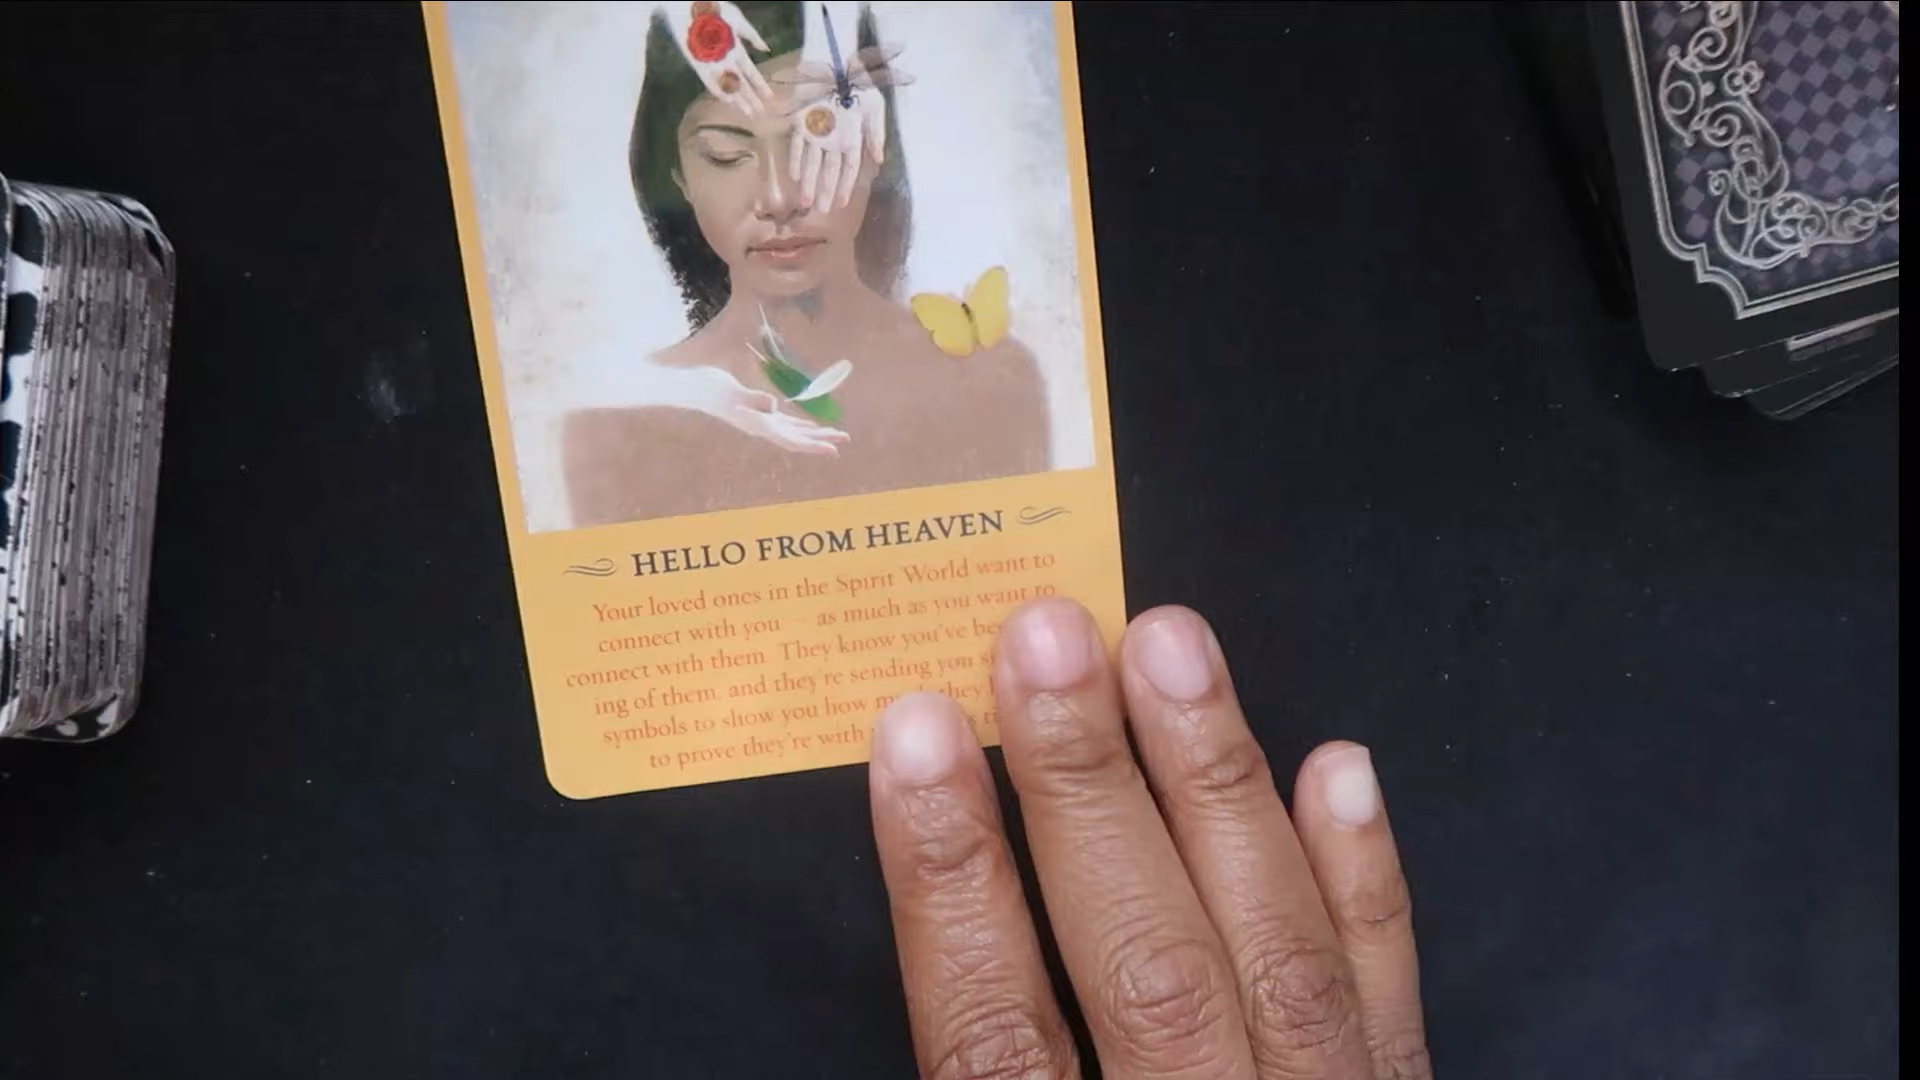 HELLO FROM HEAVEN
Your loved ones in the Spirit World want to
connect with you as much as you want to
connect with them They know you've
ing of them, and they're sending you
symbols to show you how they
to prove they're with